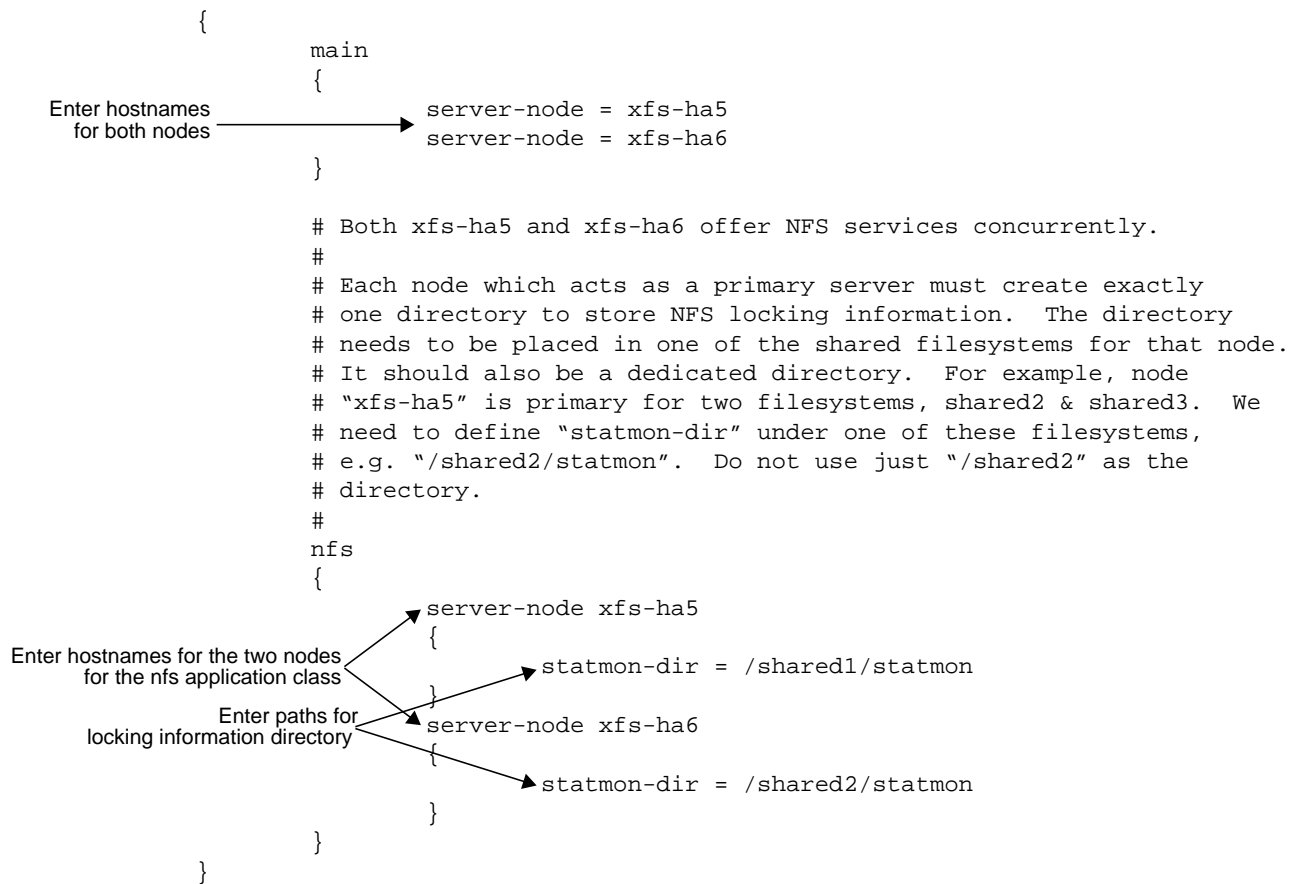 {
main
{
Enter hostnames
for both nodes
server-node = xfs-ha5
server-node = xfs-ha6
}
# Both xfs-ha5 and xfs-ha6 offer NFS services concurrently.
#
# Each node which acts as a primary server must create exactly
# one directory to store NFS locking information.  The directory
# needs to be placed in one of the shared filesystems for that node.
# It should also be a dedicated directory.  For example, node
# “xfs-ha5” is primary for two filesystems, shared2 & shared3.  We
# need to define “statmon-dir” under one of these filesystems,
# e.g. “/shared2/statmon”.  Do not use just “/shared2” as the
# directory.
#
nfs
{
Enter hostnames for the two nodes
for the nfs application class
server-node xfs-ha5
{
statmon-dir = /shared1/statmon
}
Enter paths for
locking information directory
server-node xfs-ha6
{
statmon-dir = /shared2/statmon
}
}
}